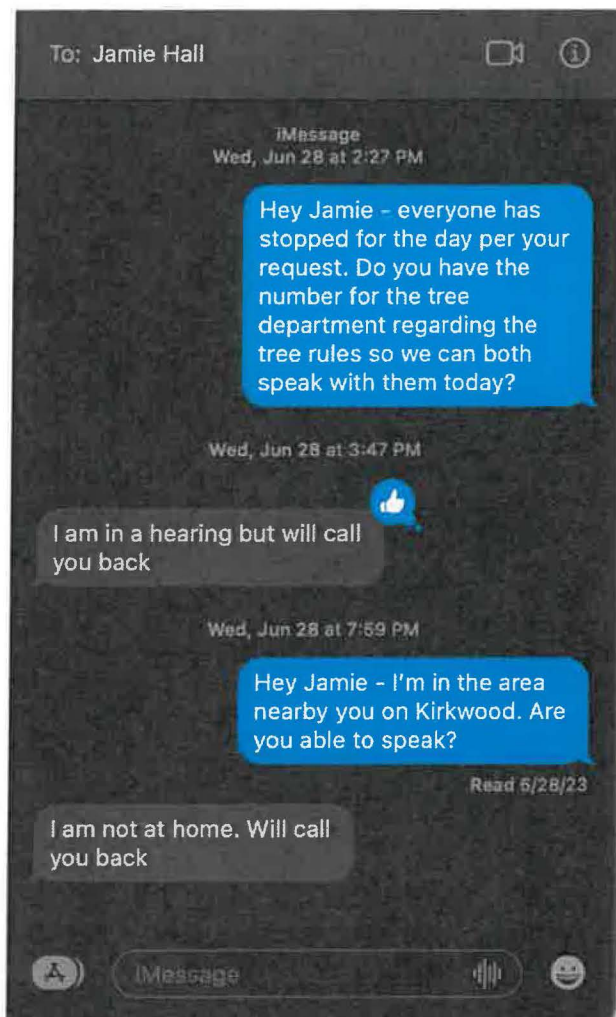 To: Jamie Hall
iMessage
Wed, Jun 28 at 2:27 PM
Hey Jamie - everyone has
stopped for the day per your
request. Do you have the
number for the tree
department regarding the
tree rules so we can both
speak with them today?
Wed, Jun 28 at 3:47 PM
I am in a hearing but will call
you back
Wed, Jun 28 at 7:59 PM
Hey Jamie - I'm in the area
nearby you on Kirkwood. Are
you able to speak?
Read 6/28/23
I am not at home. Will call
you back
iMessage